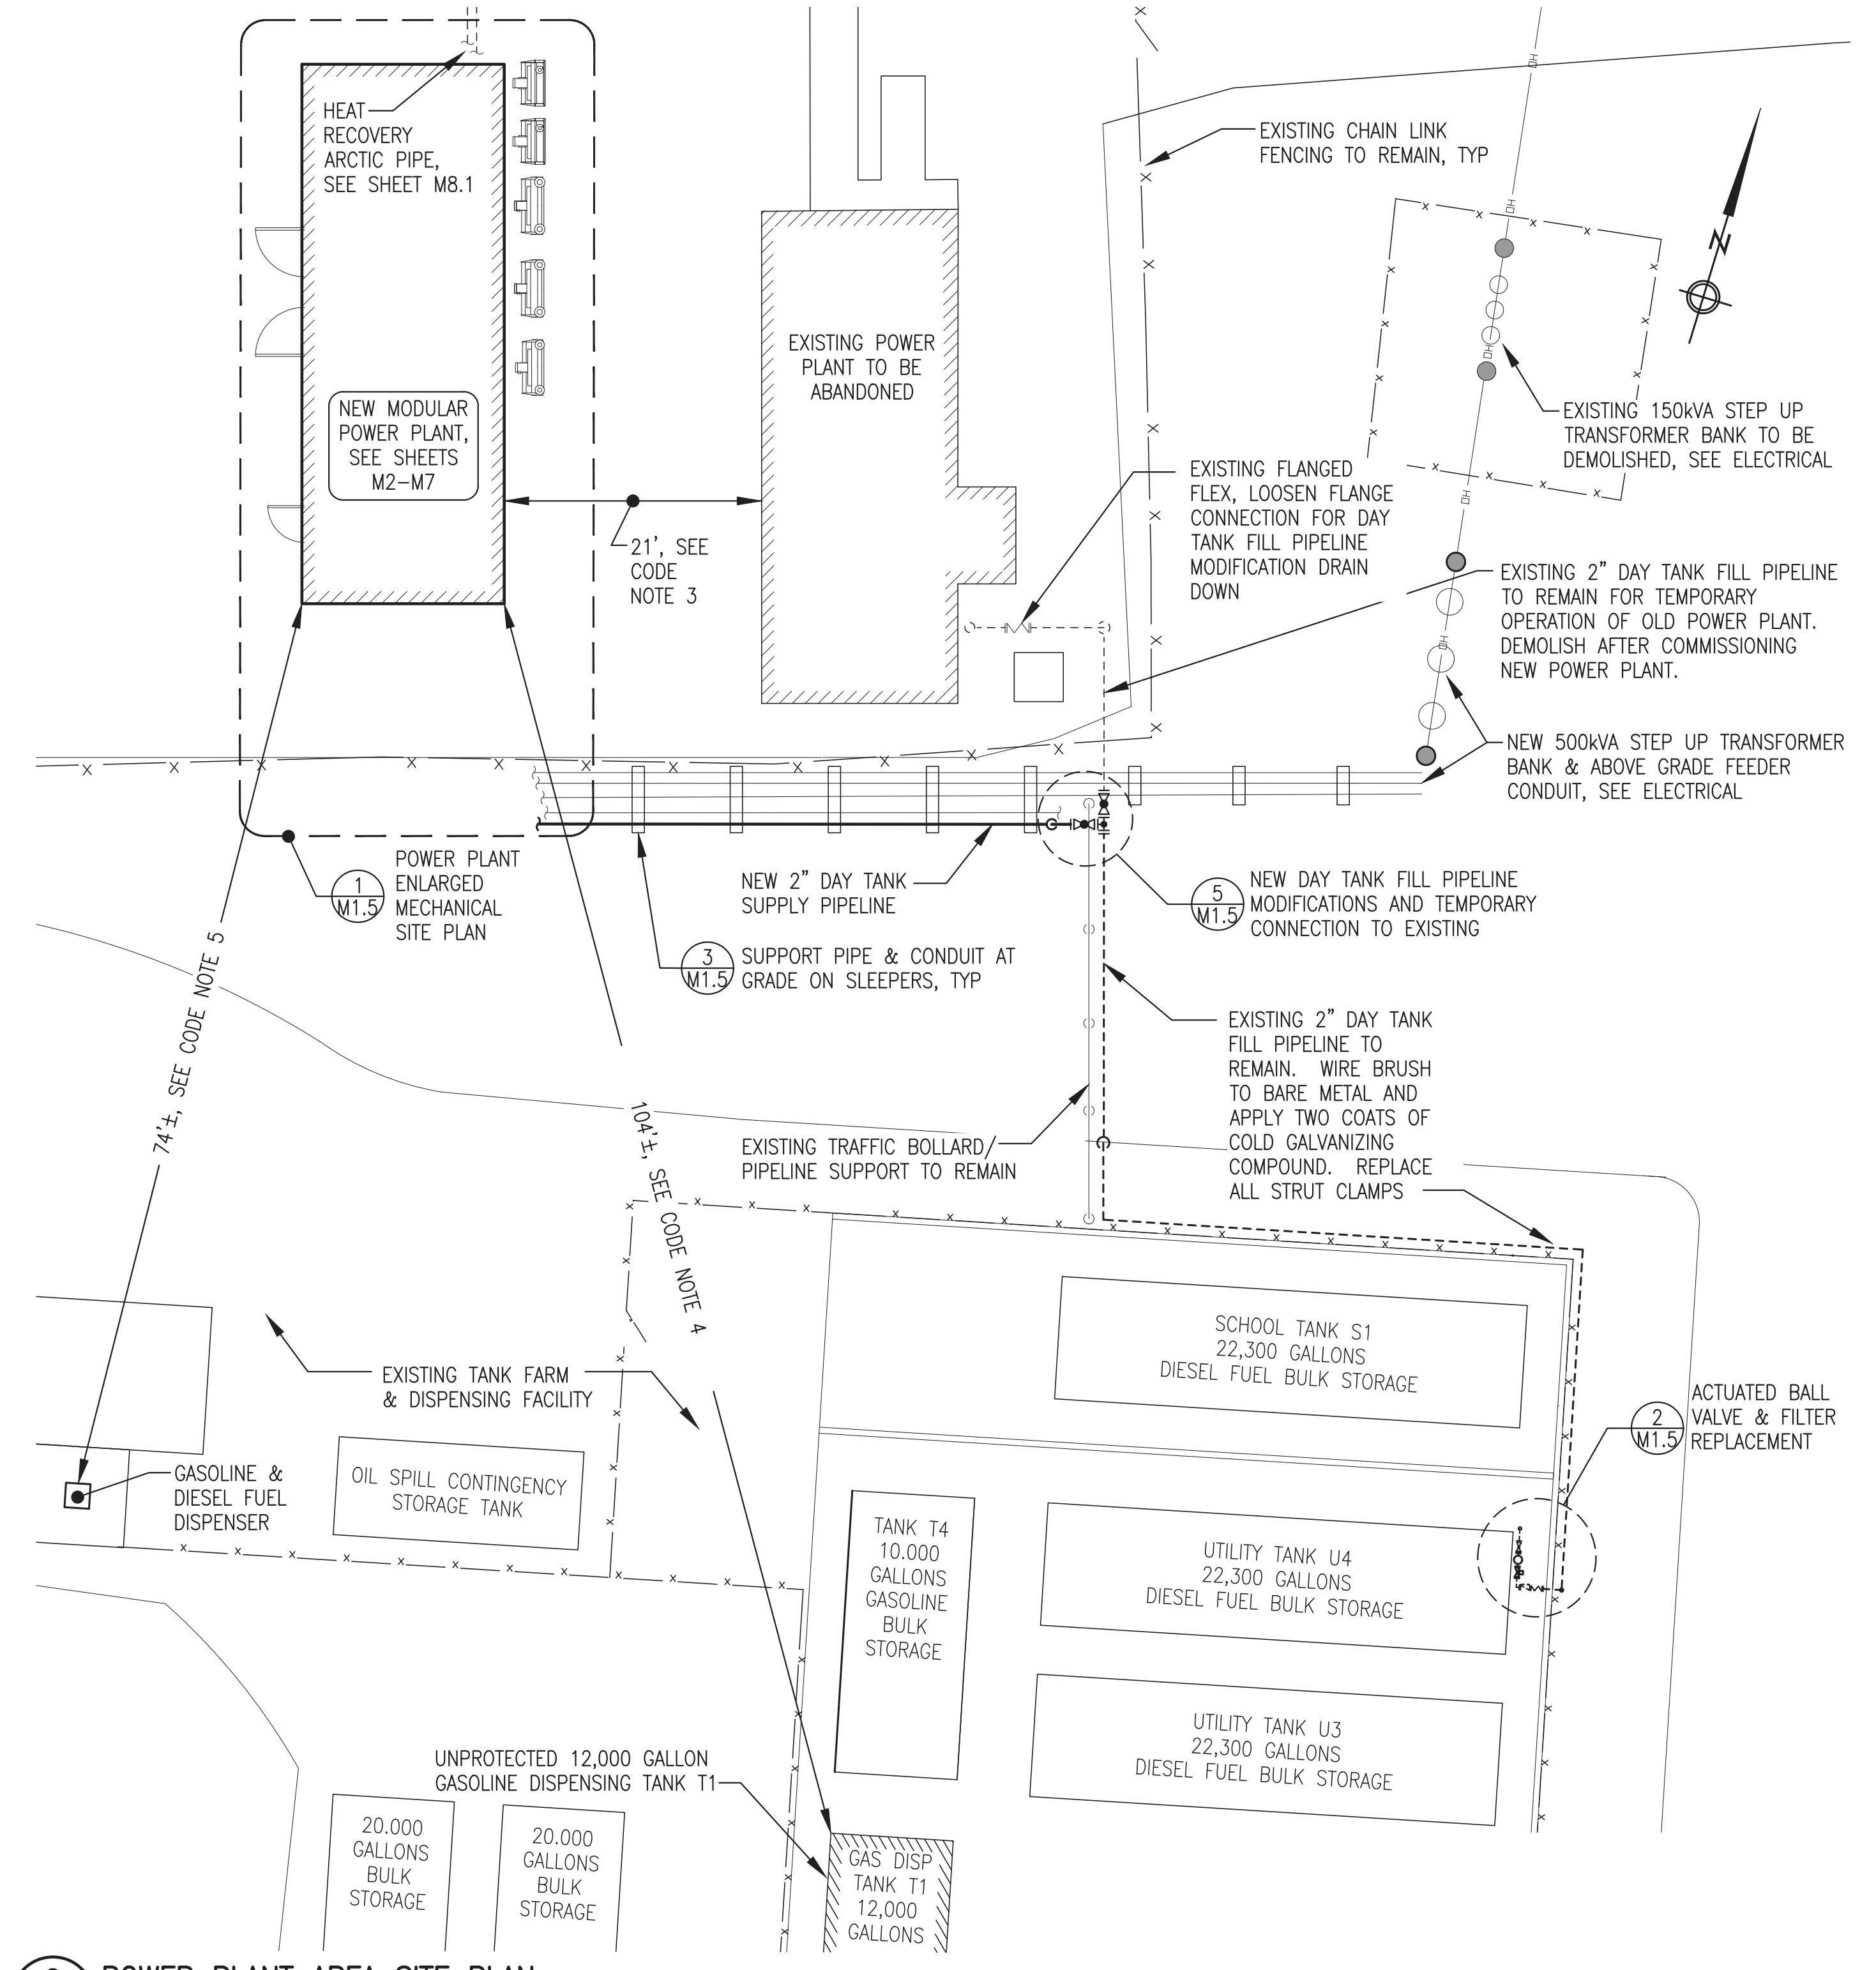 HEAT
RECOVERY
ARCTIC PIPE,
SEE SHEET M8.1
NEW MODULAR
POWER PLANT,
SEE SHEETS
M2-M7
EXISTING POWER
PLANT TO BE
ABANDONED
21', SEE
CODE
NOTE 3
EXISTING CHAIN LINK
FENCING TO REMAIN, TYP
N
EXISTING 150kVA STEP UP
TRANSFORMER BANK TO BE
DEMOLISHED, SEE ELECTRICAL
EXISTING FLANGED
FLEX, LOOSEN FLANGE
CONNECTION FOR DAY
TANK FILL PIPELINE
MODIFICATION DRAIN
DOWN
EXISTING 2" DAY TANK FILL PIPELINE
TO REMAIN FOR TEMPORARY
OPERATION OF OLD POWER PLANT.
DEMOLISH AFTER COMMISSIONING
NEW POWER PLANT.
NEW 500kVA STEP UP TRANSFORMER
BANK & ABOVE GRADE FEEDER
CONDUIT, SEE ELECTRICAL
1
M1.5
POWER PLANT
ENLARGED
MECHANICAL
SITE PLAN
NEW 2" DAY TANK
SUPPLY PIPELINE
5
M1.5
NEW DAY TANK FILL PIPELINE
MODIFICATIONS AND TEMPORARY
CONNECTION TO EXISTING
3
M1.5
SUPPORT PIPE & CONDUIT AT
GRADE ON SLEEPERS, TYP
74'±, SEE CODE NOTE 5
104'±, SEE CODE NOTE 4
EXISTING 2" DAY TANK
FILL PIPELINE TO
REMAIN. WIRE BRUSH
TO BARE METAL AND
APPLY TWO COATS OF
COLD GALVANIZING
COMPOUND. REPLACE
ALL STRUT CLAMPS
EXISTING TRAFFIC BOLLARD/
PIPELINE SUPPORT TO REMAIN
SCHOOL TANK S1
22,300 GALLONS
DIESEL FUEL BULK STORAGE
EXISTING TANK FARM
& DISPENSING FACILITY
2
M1.5
ACTUATED BALL
VALVE & FILTER
REPLACEMENT
GASOLINE &
DIESEL FUEL
DISPENSER
OIL SPILL CONTINGENCY
STORAGE TANK
TANK T4
10.000
GALLONS
GASOLINE
BULK
STORAGE
UTILITY TANK U4
22,300 GALLONS
DIESEL FUEL BULK STORAGE
UTILITY TANK U3
22,300 GALLONS
DIESEL FUEL BULK STORAGE
UNPROTECTED 12,000 GALLON
GASOLINE DISPENSING TANK T1
20.000
GALLONS
BULK
STORAGE
20.000
GALLONS
BULK
STORAGE
GAS DISP
TANK T1
12,000
GALLONS
POWER PLANT AREA SITE PLAN